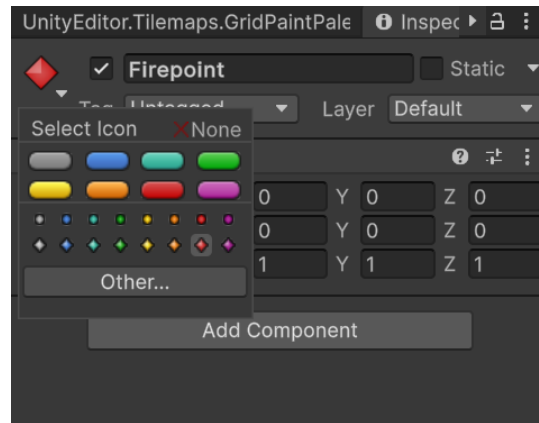 UnityEditor.Tilemaps.GridPaintPale Inspec
Firepoint Static
Layer Default
Select Icon ×None
0 Y 0 Z 0
0 Y 0 Z 0
1 Y 1 Z 1
Other...
Add Component